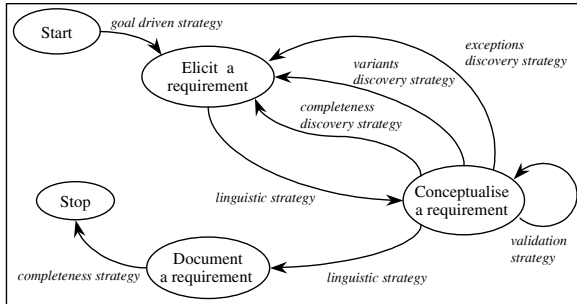 Start
goal driven strategy
Elicit a
requirement
exceptions
discovery strategy
variants
discovery strategy
completeness
discovery strategy
linguistic strategy
Conceptualise
a requirement
validation
strategy
Stop
Document
a requirement
completeness strategy
linguistic strategy